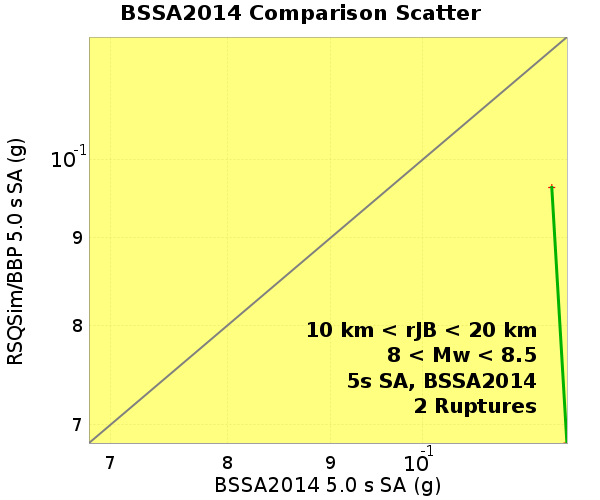 BSSA2014 Comparison Scatter
RSQSim/BBP 5.0 s SA (g)
10-1
9
8
7
10 km < rJB < 20 km
8 < Mw < 8.5
5s SA, BSSA2014
2 Ruptures
7 8 9 10-1
BSSA2014 5.0 s SA (g)